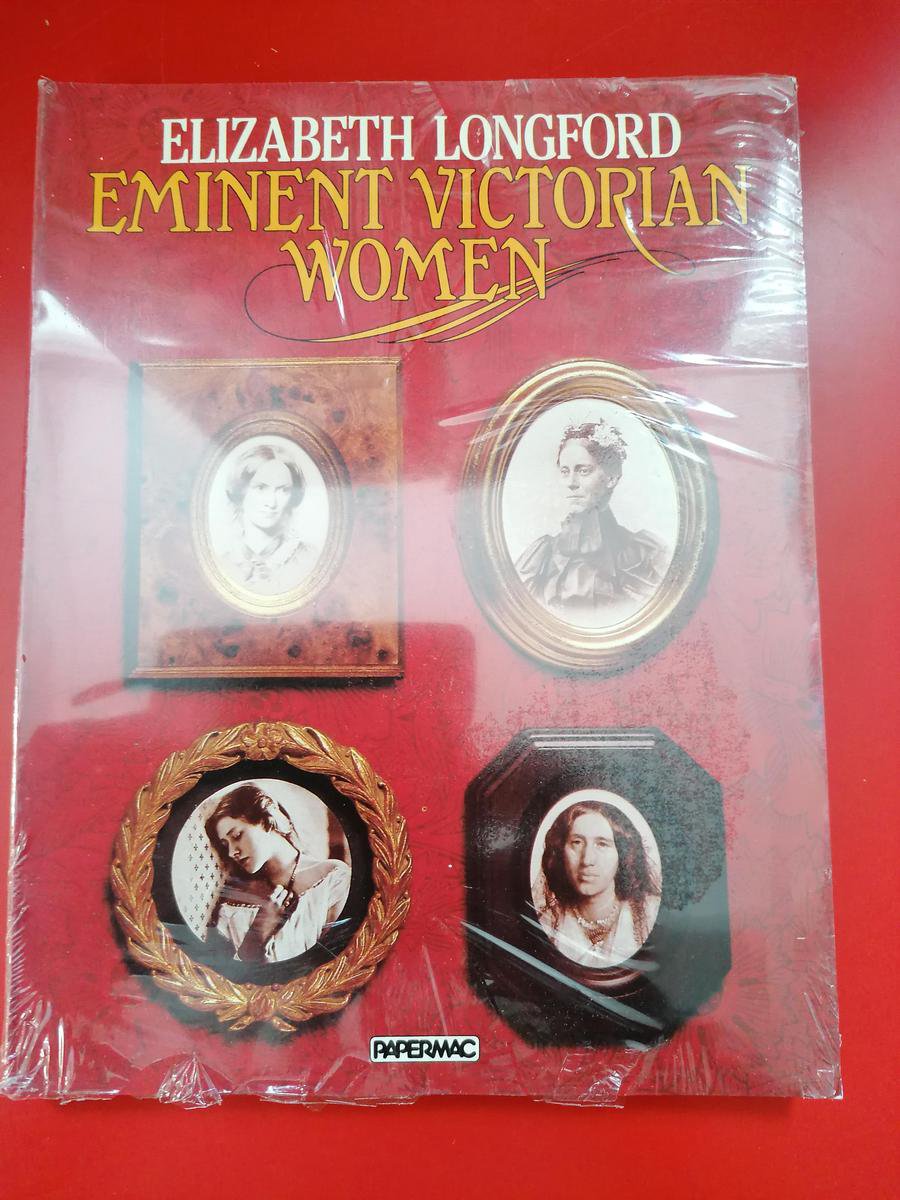 ELIZABETH LONGFORD
EMINENT VICTORIAN
WOMEN
PAPERMAC